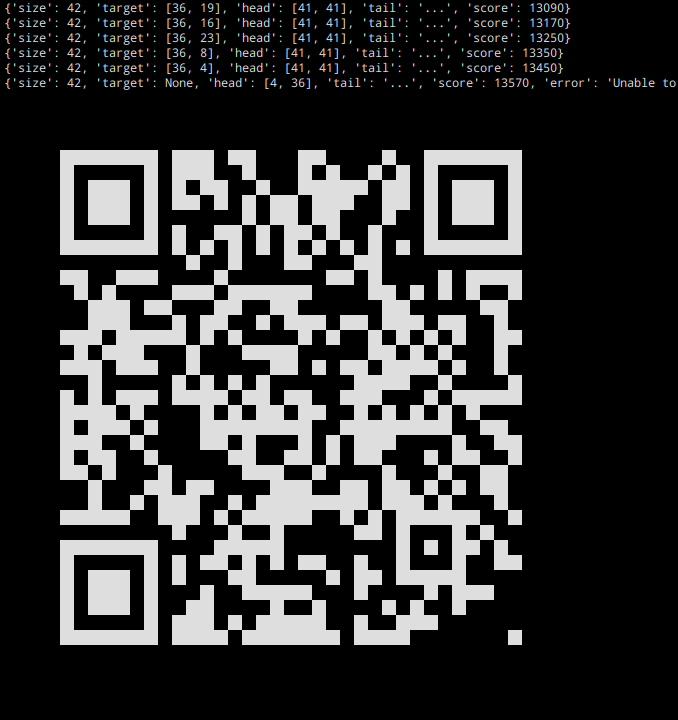 {'size': 42, 'target': [36, 19], 'head': [41, 41], 'tail': '...', 'score': 13090}
{'size': 42, 'target': [36, 16], 'head': [41, 41], 'tail': '...', 'score': 13170}
{'size': 42, 'target': [36, 23], 'head': [41, 41], 'tail': '...', 'score': 13250}
{'size': 42, 'target': [36, 8], 'head': [41, 41], 'tail': '...', 'score': 13350}
{'size': 42, 'target': [36, 4], 'head': [41, 41], 'tail': '...', 'score': 13450}
{'size': 42, 'target': None, 'head': [4, 36], 'tail': '...', 'score': 13570, 'error': 'Unable to